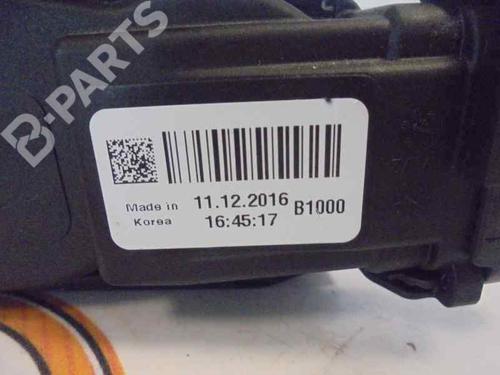 B-PARTS
Made in Korea
11.12.2016
16:45:17
B1000